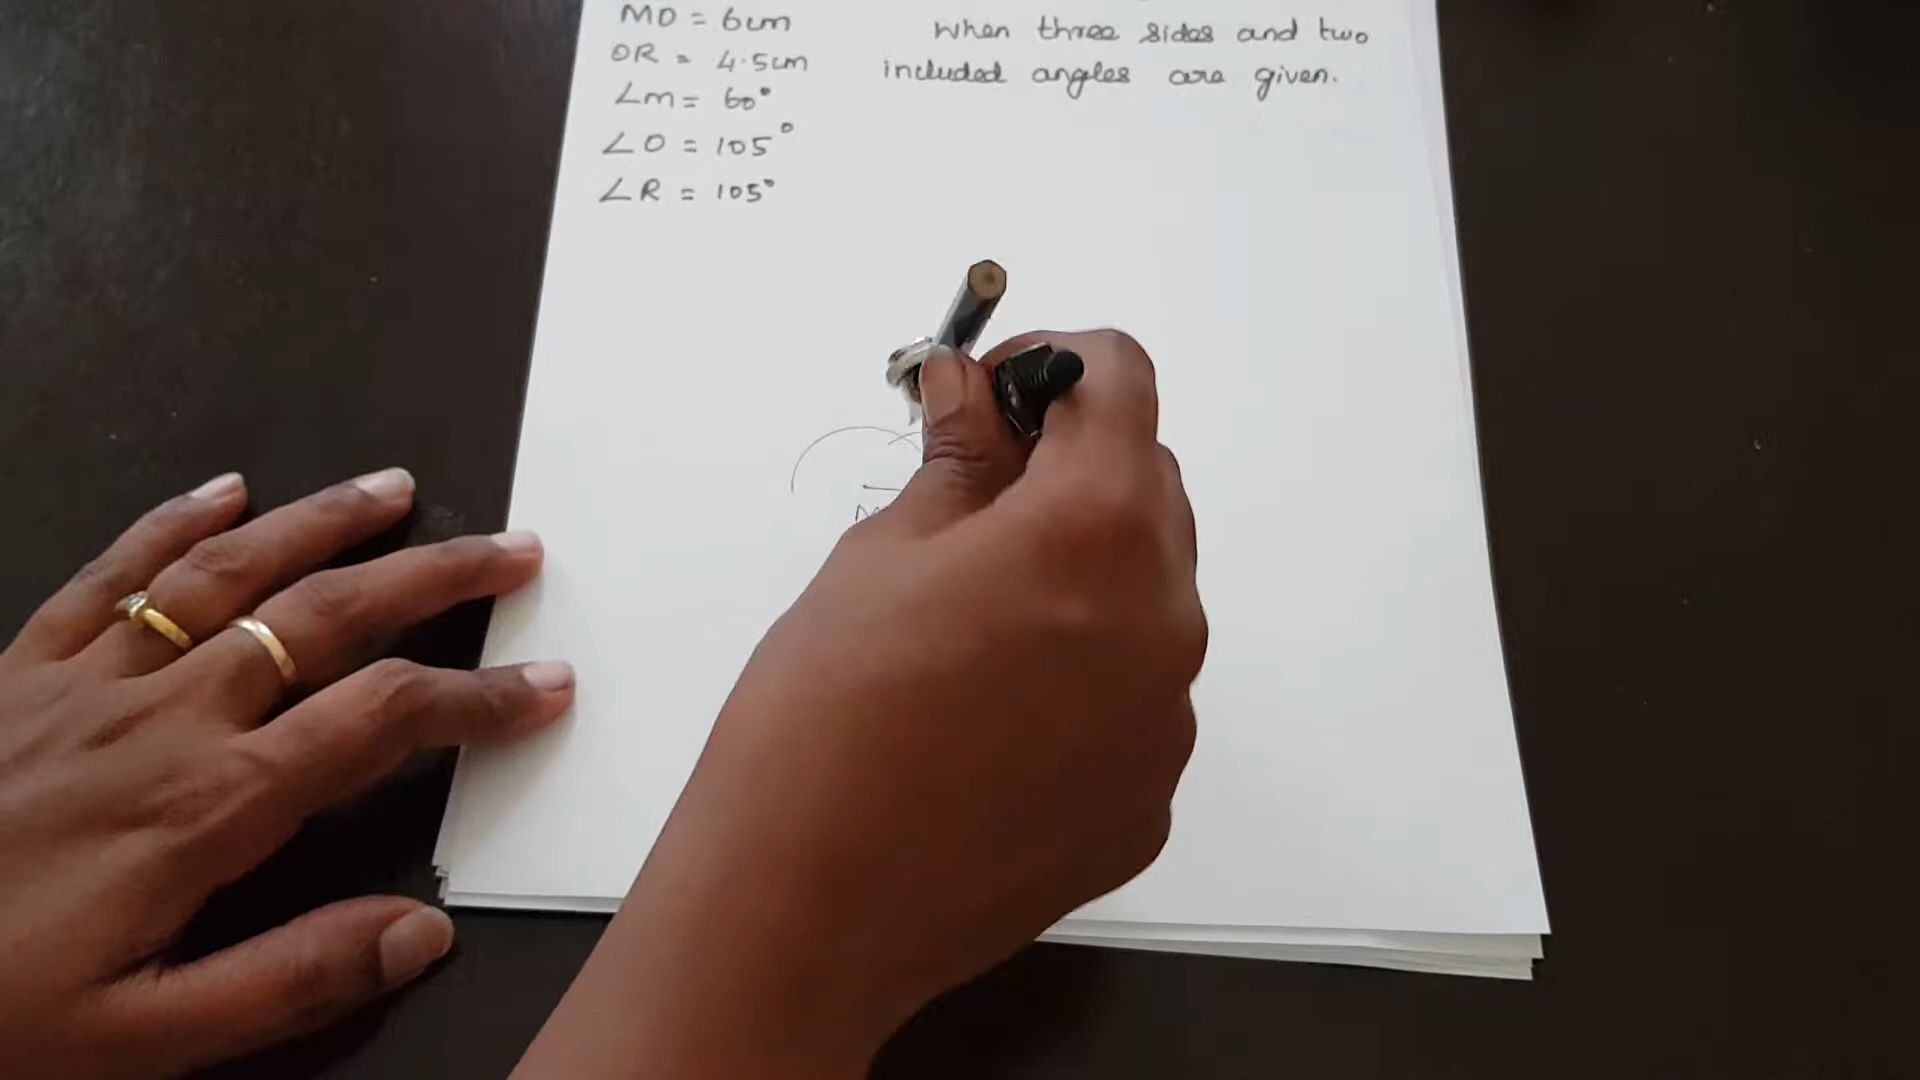 MO = 6cm
OR = 4.5cm
∠m = 60°
∠O = 105°
∠R = 105°
When three sides and two
included angles are given.
M